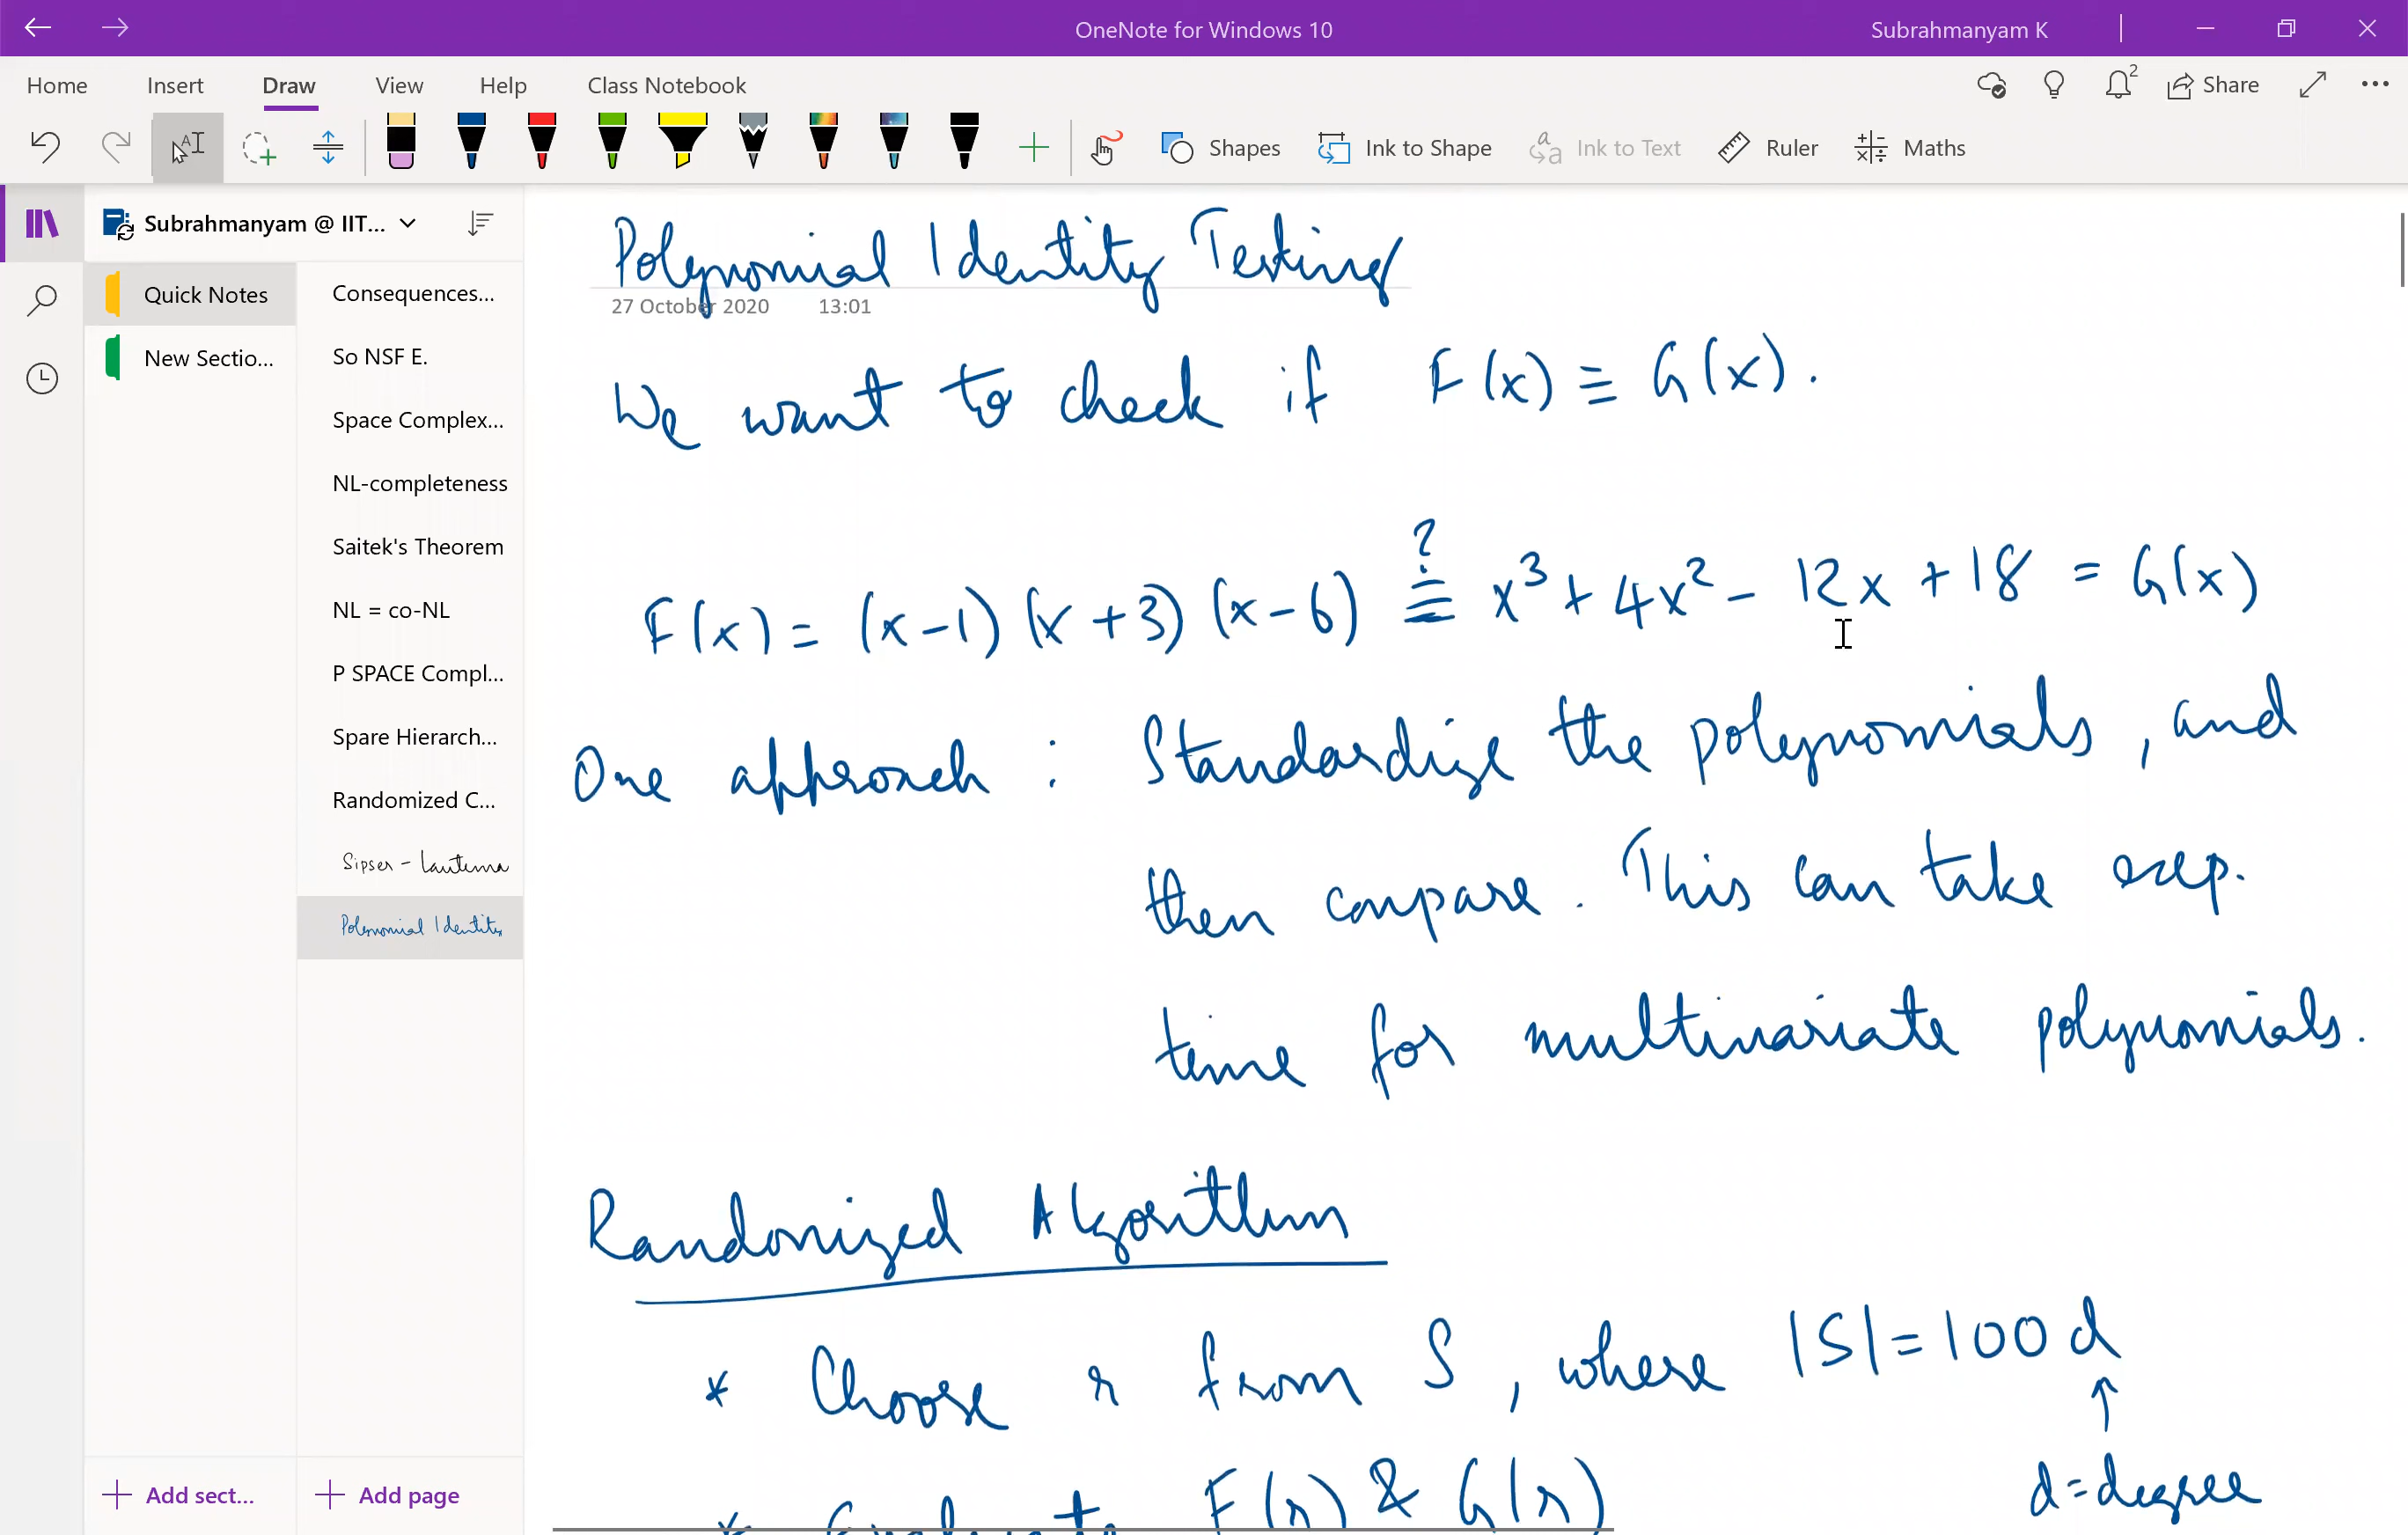 OneNote for Windows 10
Subrahmanyam K
Home Insert Draw View Help Class Notebook
2 Share
Shapes Ink to Shape Ink to Text Ruler Maths
Subrahmanyam @ IIT...
Quick Notes
New Sectio...
Consequences...
So NSF E.
Space Complex...
NL-completeness
Saitek's Theorem
NL = co-NL
P SPACE Compl...
Spare Hierarch...
Randomized C...
Sipser - Lautema
Polynomial Identity
Add sect...
Add page
Polynomial Identity Testing
27 October 2020 13:01
We want to check if F(x) ≡ G(x).
F(x) = (x-1) (x+3) (x-6) ≟ x³ + 4x² - 12x + 18 = G(x)
One approach : Standardize the polynomials, and
then compare. This can take exp.
time for multivariate polynomials.
Randomized Algorithm
* Choose r from S, where |S| = 100 d
↑
d = degree
* Evaluate F(r) & G(r)